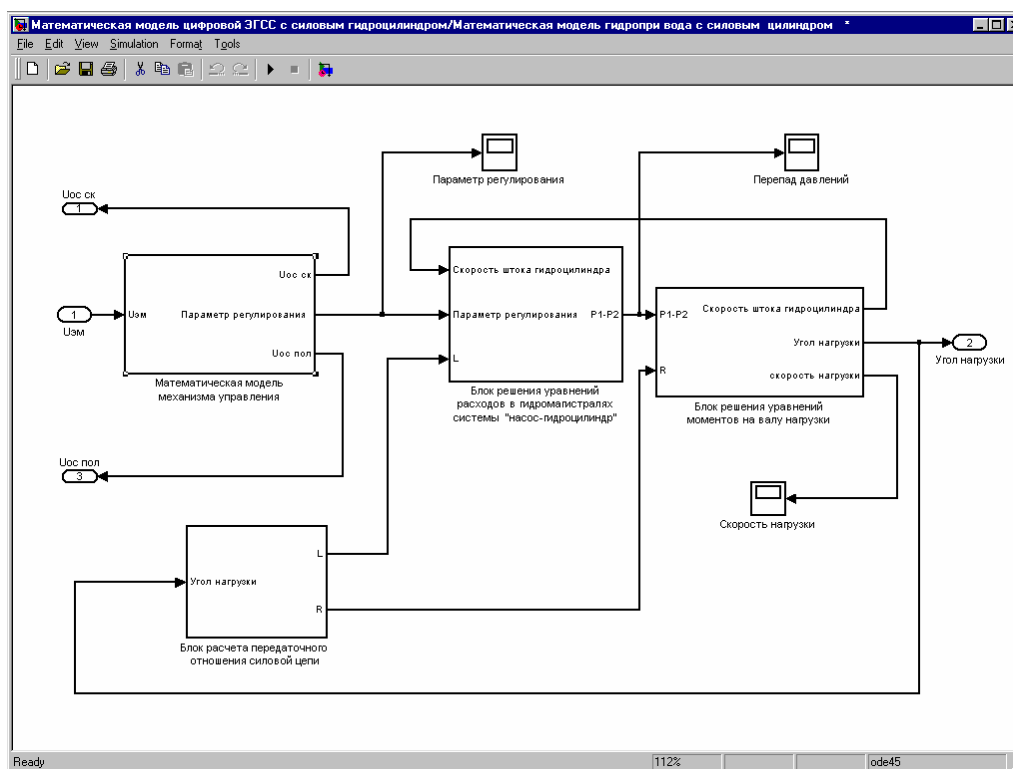 Математическая модель цифровой ЭГСС с силовым гидроцилиндром/Математическая модель гидропри вода с силовым цилиндром *
File Edit View Simulation Format Tools
Параметр регулирования
Перепад давлений
Uос ск
1
Скорость штока гидроцилиндра
Параметр регулирования
P1-P2
L
Блок решения уравнений
расходов в гидромагистралях
системы "насос-гидроцилиндр"
Uос ск
Uэм
Параметр регулирования
Uос пол
Математическая модель
механизма управления
1
Uэм
P1-P2
R
Скорость штока гидроцилиндра
Угол нагрузки
скорость нагрузки
Блок решения уравнений
моментов на валу нагрузки
2
Угол нагрузки
Uос пол
3
Скорость нагрузки
L
Угол нагрузки
R
Блок расчета передаточного
отношения силовой цепи
Ready
112%
ode45